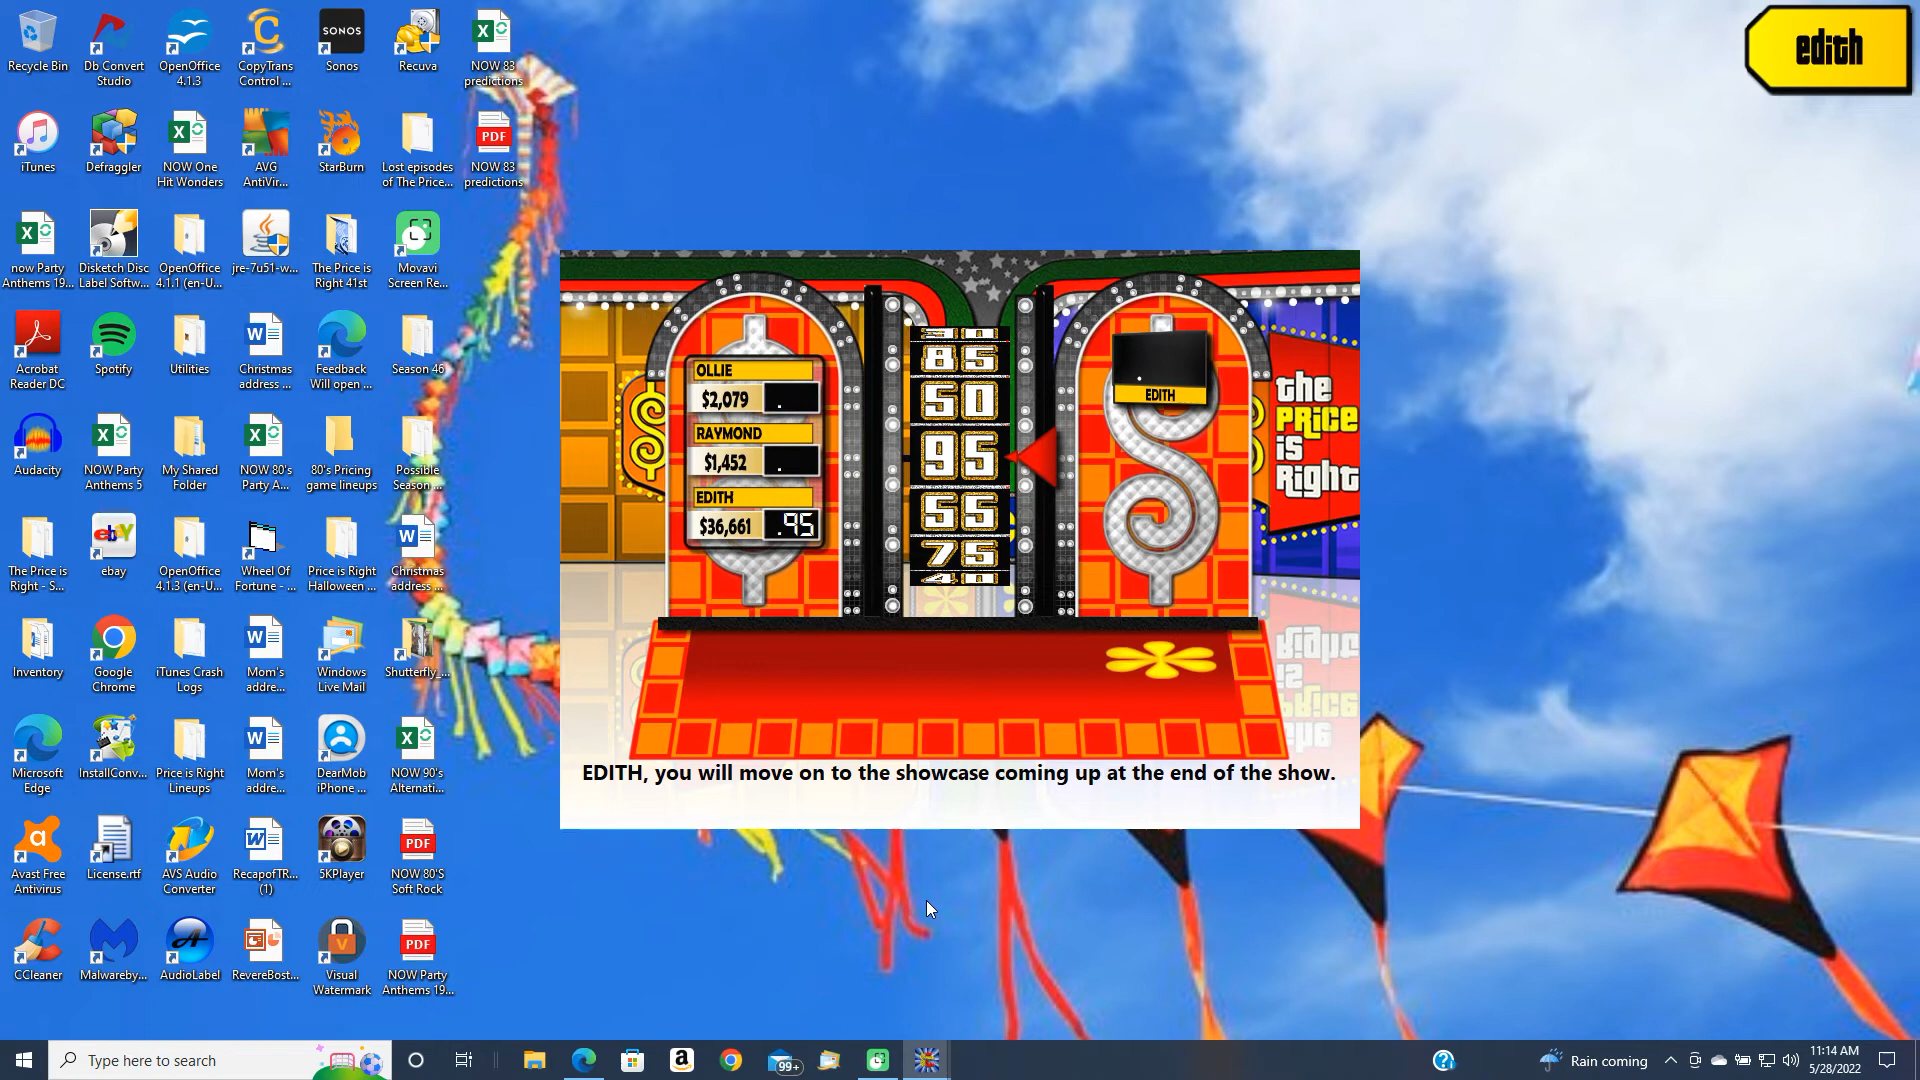 Recycle Bin
Db Convert
Studio
OpenOffice
4.1.3
CopyTrans
Control ...
SONOS
Sonos
Recuva
NOW 83
predictions
iTunes
Defraggler
NOW One
Hit Wonders
AVG
AntiVir...
StarBurn
Lost episodes
of The Price...
PDF
NOW 83
predictions
now Party
Anthems 19...
Disketch Disc
Label Softw...
OpenOffice
4.1.1 (en-U...
jre-7u51-w...
The Price is
Right 41st
Movavi
Screen Re...
Acrobat
Reader DC
Spotify
Utilities
Christmas
address ...
Feedback
Will open ...
Season 46
Audacity
NOW Party
Anthems 5
My Shared
Folder
NOW 80's
Party A...
80's Pricing
game lineups
Possible
Season ...
The Price is
Right - S...
ebay
ebay
OpenOffice
4.1.3 (en-U...
Wheel Of
Fortune - ...
Price is Right
Halloween ...
Christmas
address ...
Inventory
Google
Chrome
iTunes Crash
Logs
Mom's
addre...
Windows
Live Mail
Shutterfly_...
Microsoft
Edge
InstallConv...
Price is Right
Lineups
Mom's
addre...
DearMob
iPhone ...
NOW 90's
Alternati...
Avast Free
Antivirus
License.rtf
AVS Audio
Converter
RecapofTR...
(1)
5KPlayer
PDF
NOW 80'S
Soft Rock
CCleaner
Malwareby...
AudioLabel
RevereBost...
Visual
Watermark
PDF
NOW Party
Anthems 19...
edith
OLLIE
$2,079 .
RAYMOND
$1,452 .
EDITH
$36,661 .95
85
50
95
55
75
40
.
EDITH
the
PRICE
is
Right
EDITH, you will move on to the showcase coming up at the end of the show.
Type here to search
99+
Rain coming
11:14 AM
5/28/2022